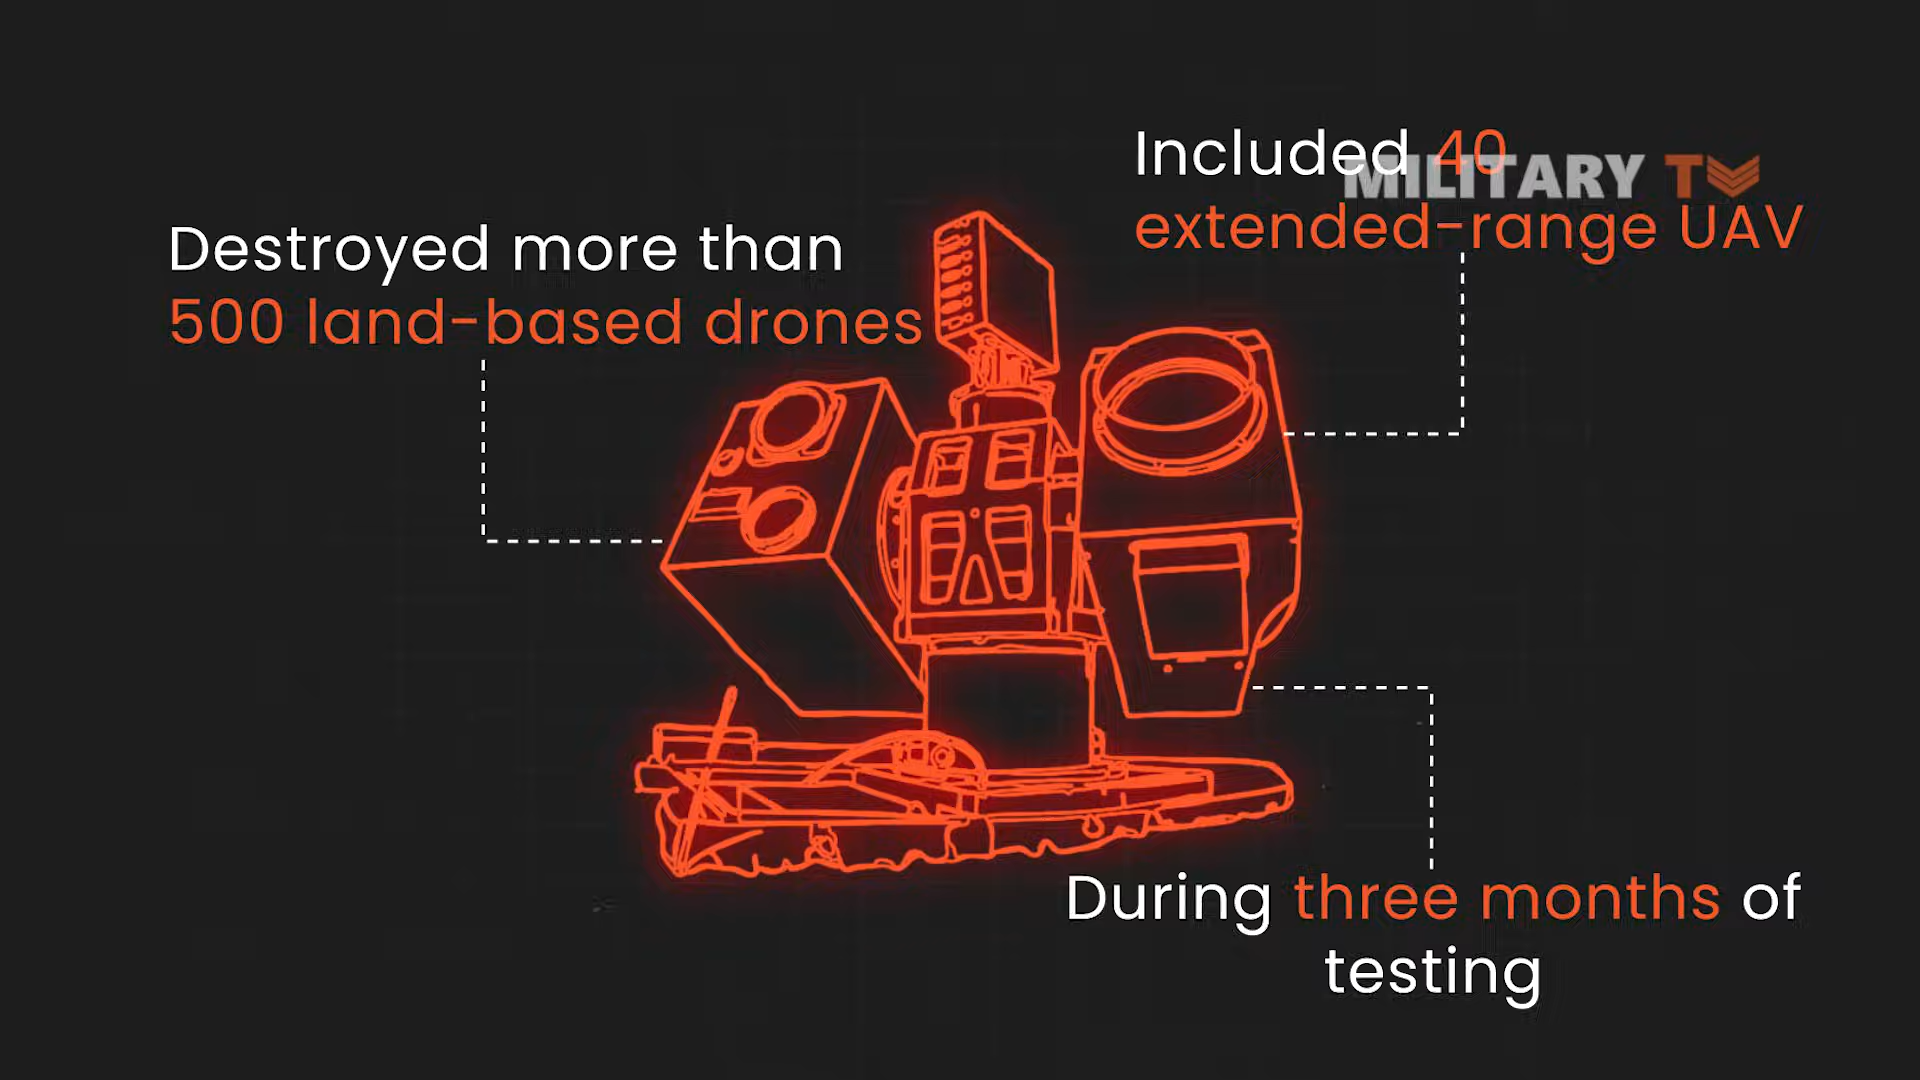 Included 40
MILITARY TV
extended-range UAV
Destroyed more than
500 land-based drones
During three months of
testing